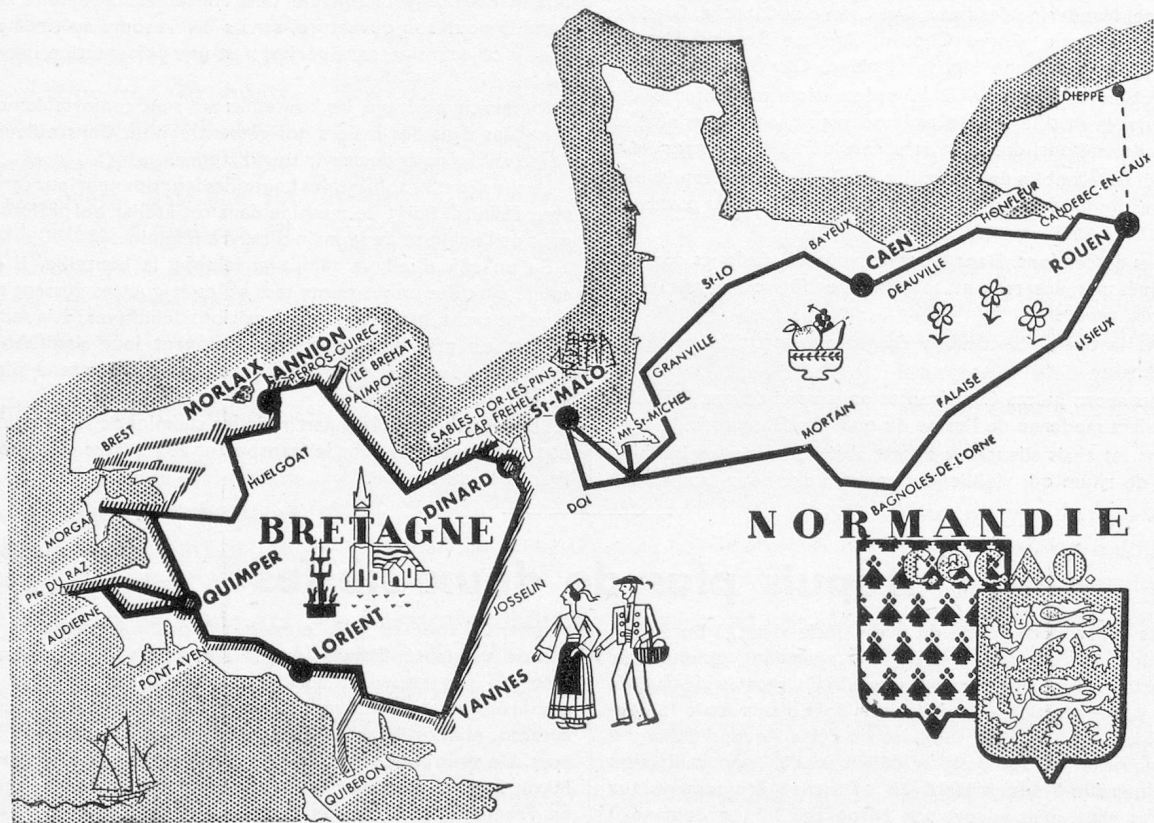 DIEPPE
HONFLEUR
CAUDEBEC-EN-CAUX
BAYEUX
CAEN
ROUEN
DEAUVILLE
St-LO
LISIEUX
GRANVILLE
FALAISE
MORTAIN
Mt-St-MICHEL
BAGNOLES-DE-L'ORNE
St-MALO
DOL
SABLES-D'OR-LES-PINS
CAP FREHEL
DINARD
ILE BREHAT
PAIMPOL
PERROS-GUIREC
LANNION
MORLAIX
BREST
HUELGOAT
BRETAGNE
NORMANDIE
MORGAT
Pte DU RAZ
AUDIERNE
QUIMPER
PONT-AVEN
LORIENT
JOSSELIN
VANNES
QUIBERON